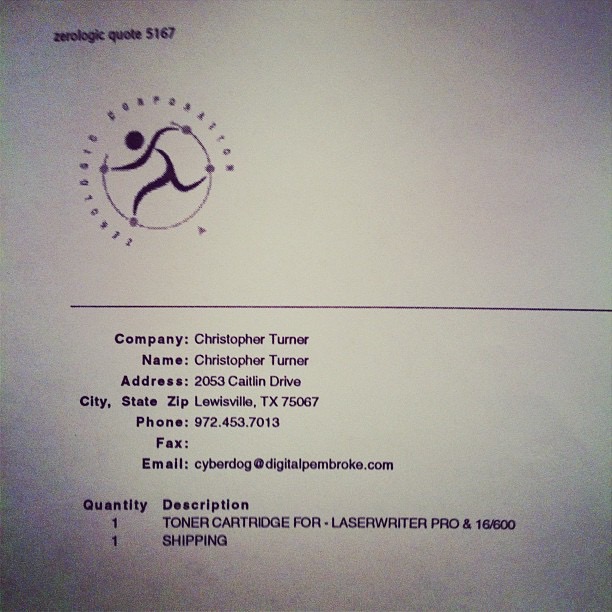 zerologic quote 5167
ZEROLOGIC CORPORATION
Company: Christopher Turner
Name: Christopher Turner
Address: 2053 Caitlin Drive
City, State Zip Lewisville, TX 75067
Phone: 972.453.7013
Fax:
Email: cyberdog@digitalpembroke.com
Quantity Description
1 TONER CARTRIDGE FOR - LASERWRITER PRO & 16/600
1 SHIPPING